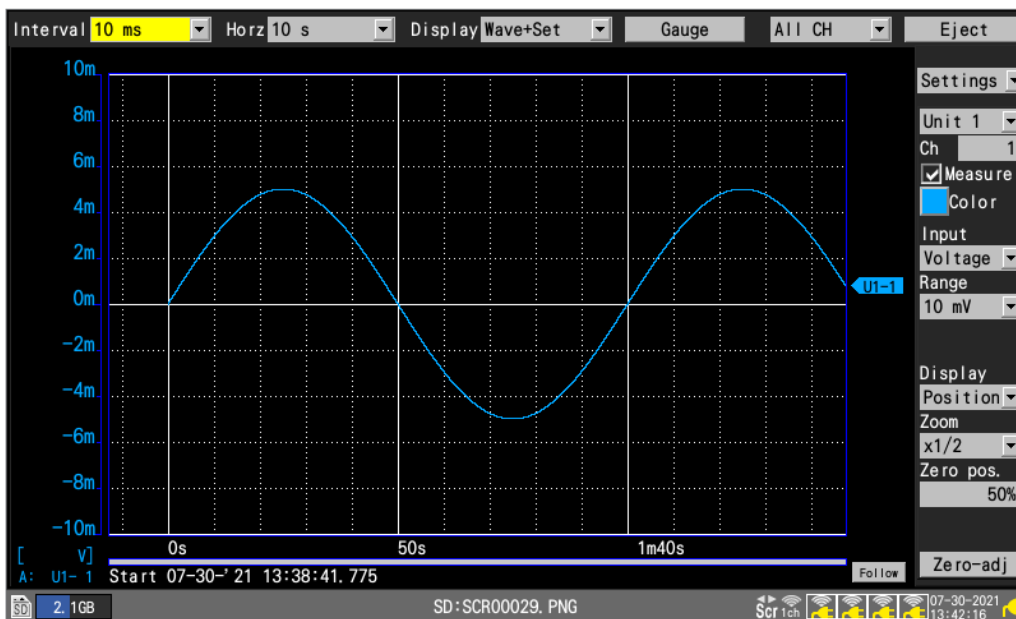 Interval 10 ms Horz 10 s Display Wave+Set Gauge All CH Eject
10m
8m
6m
4m
2m
0m
-2m
-4m
-6m
-8m
-10m
Settings
Unit 1
Ch 1
Measure
Color
Input
Voltage
U1-1
Range
10 mV
Display
Position
Zoom
x1/2
Zero pos.
50%
0s 50s 1m40s
[ V]
A: U1- 1 Start 07-30-'21 13:38:41.775 Follow Zero-adj
SD 2.1GB SD:SCR00029.PNG Scr 1ch 07-30-2021
13:42:16